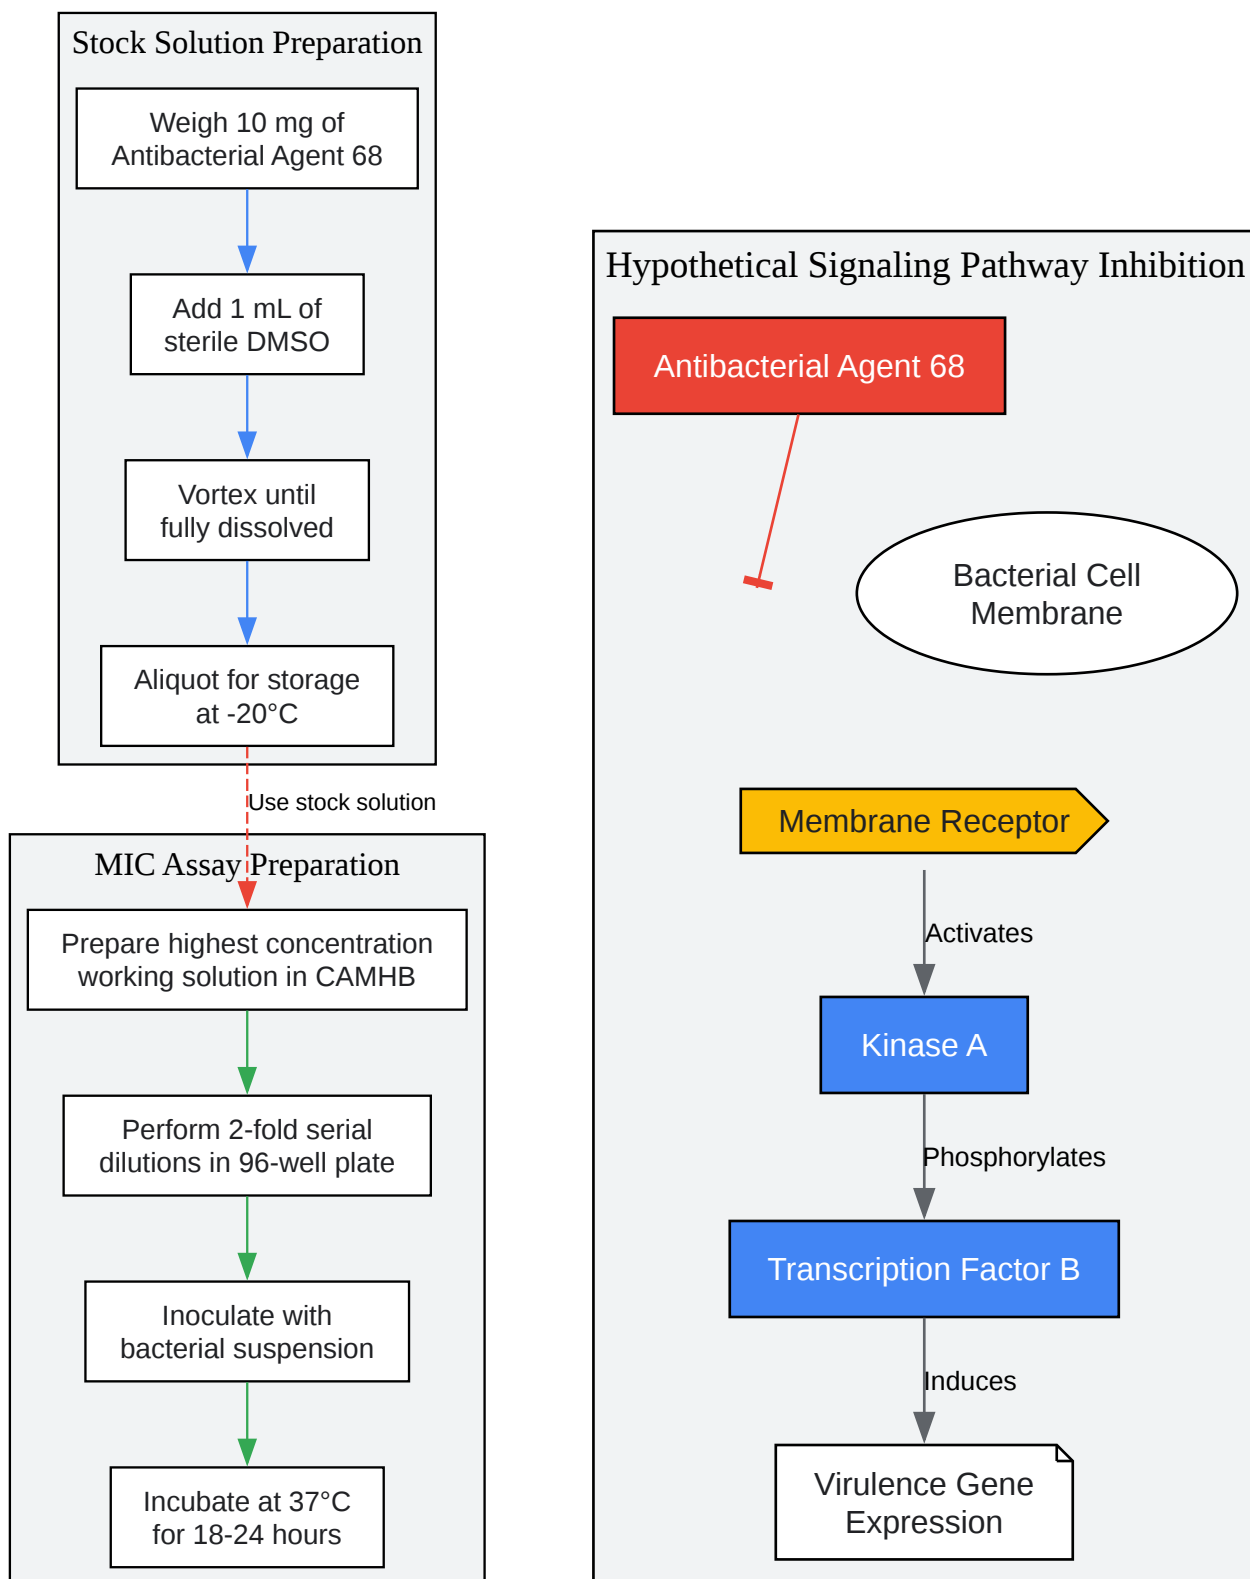 Stock Solution Preparation
Weigh 10 mg of
Antibacterial Agent 68
Add 1 mL of
sterile DMSO
Vortex until
fully dissolved
Aliquot for storage
at -20°C
Use stock solution
MIC Assay Preparation
Prepare highest concentration
working solution in CAMHB
Perform 2-fold serial
dilutions in 96-well plate
Inoculate with
bacterial suspension
Incubate at 37°C
for 18-24 hours
Hypothetical Signaling Pathway Inhibition
Antibacterial Agent 68
Bacterial Cell
Membrane
Membrane Receptor
Activates
Kinase A
Phosphorylates
Transcription Factor B
Induces
Virulence Gene
Expression